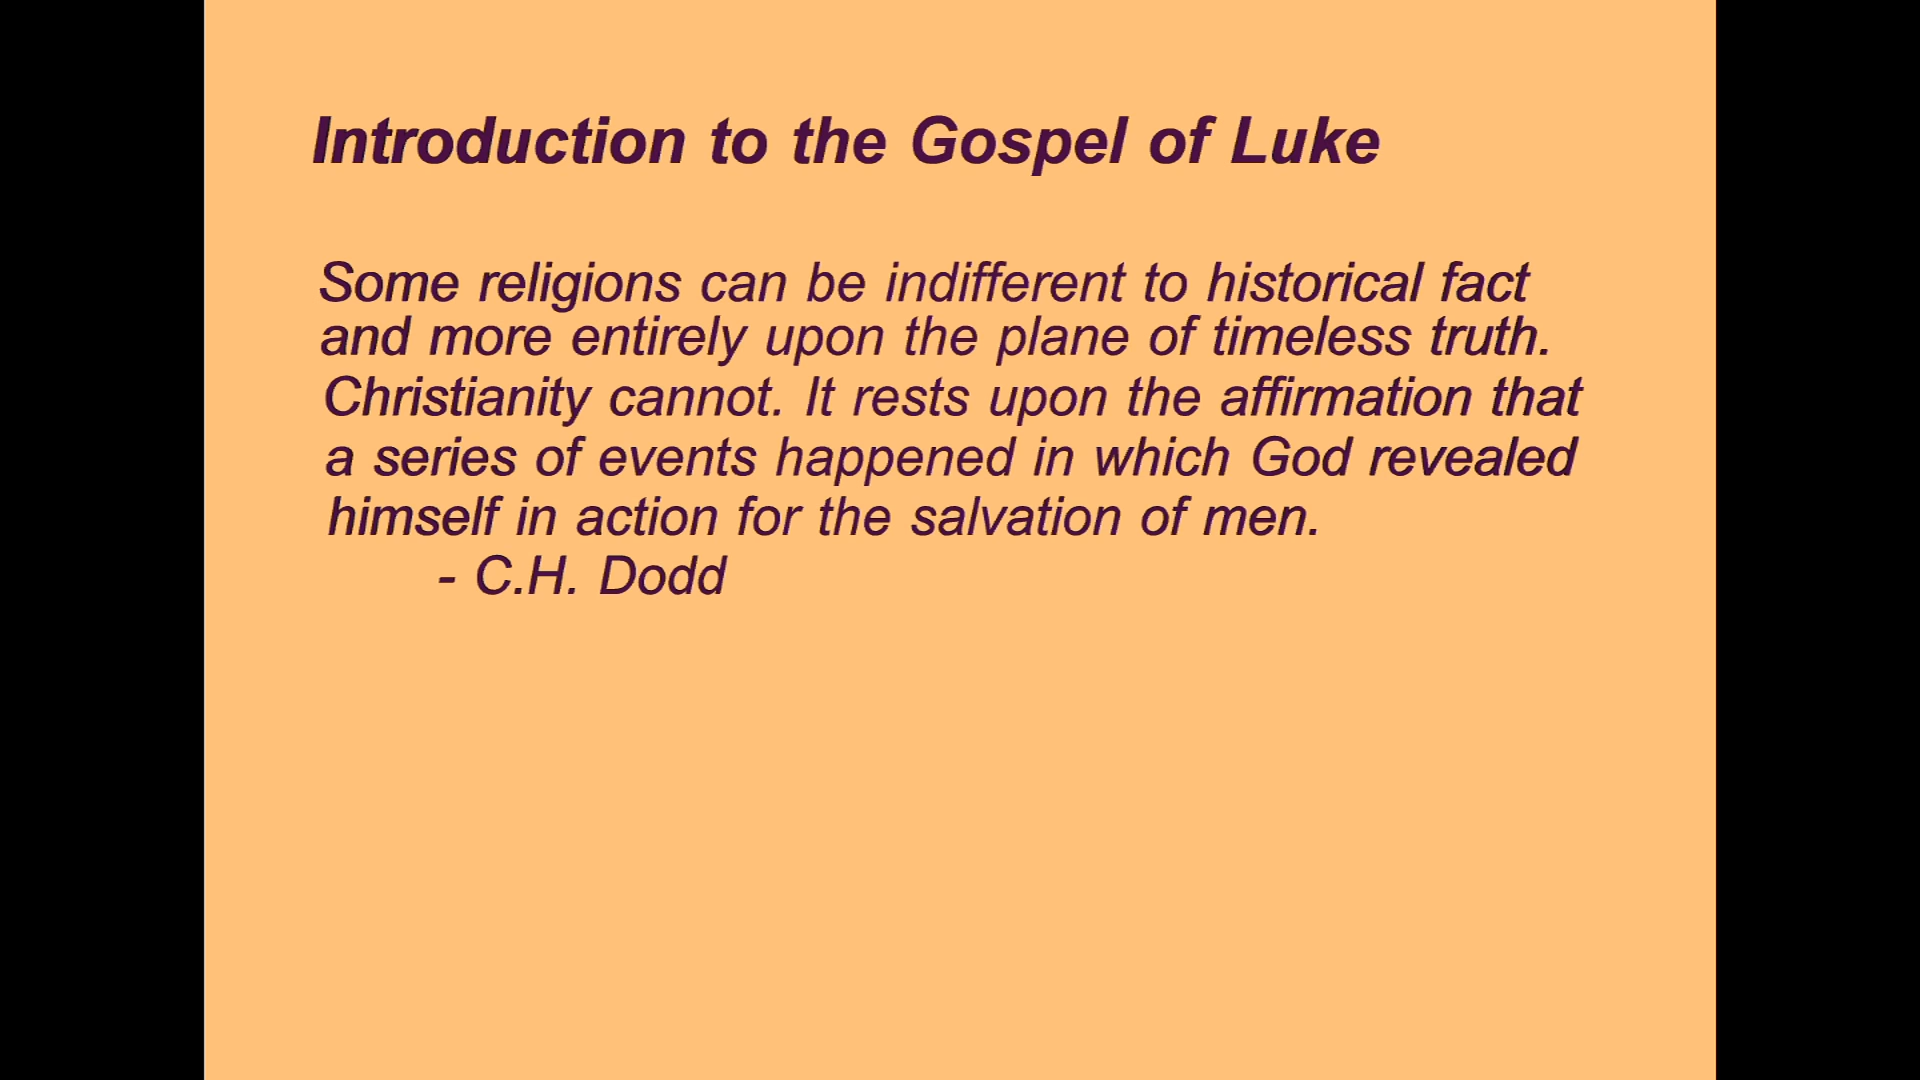 Introduction to the Gospel of Luke
Some religions can be indifferent to historical fact
and more entirely upon the plane of timeless truth.
Christianity cannot. It rests upon the affirmation that
a series of events happened in which God revealed
himself in action for the salvation of men.
- C.H. Dodd